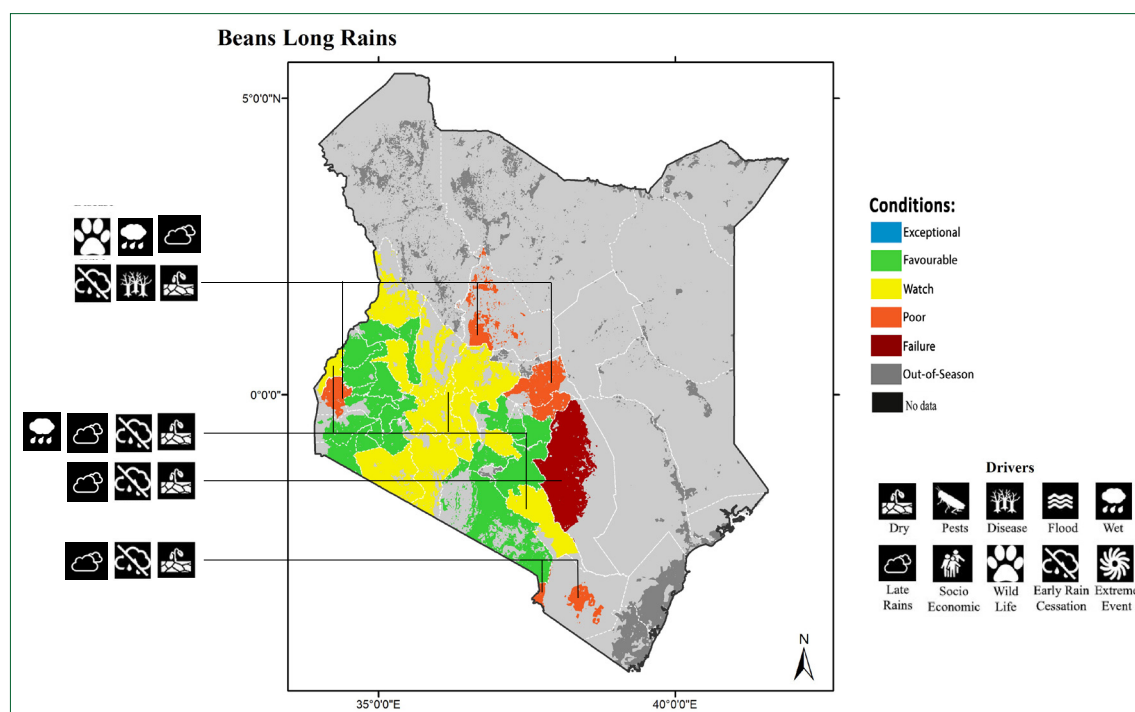 Beans Long Rains
5°0'0"N
0°0'0"
35°0'0"E
40°0'0"E
N
Conditions:
Exceptional
Favourable
Watch
Poor
Failure
Out-of-Season
No data
Drivers
Dry
Pests
Disease
Flood
Wet
Late
Rains
Socio
Economic
Wild
Life
Early Rain
Cessation
Extreme
Event